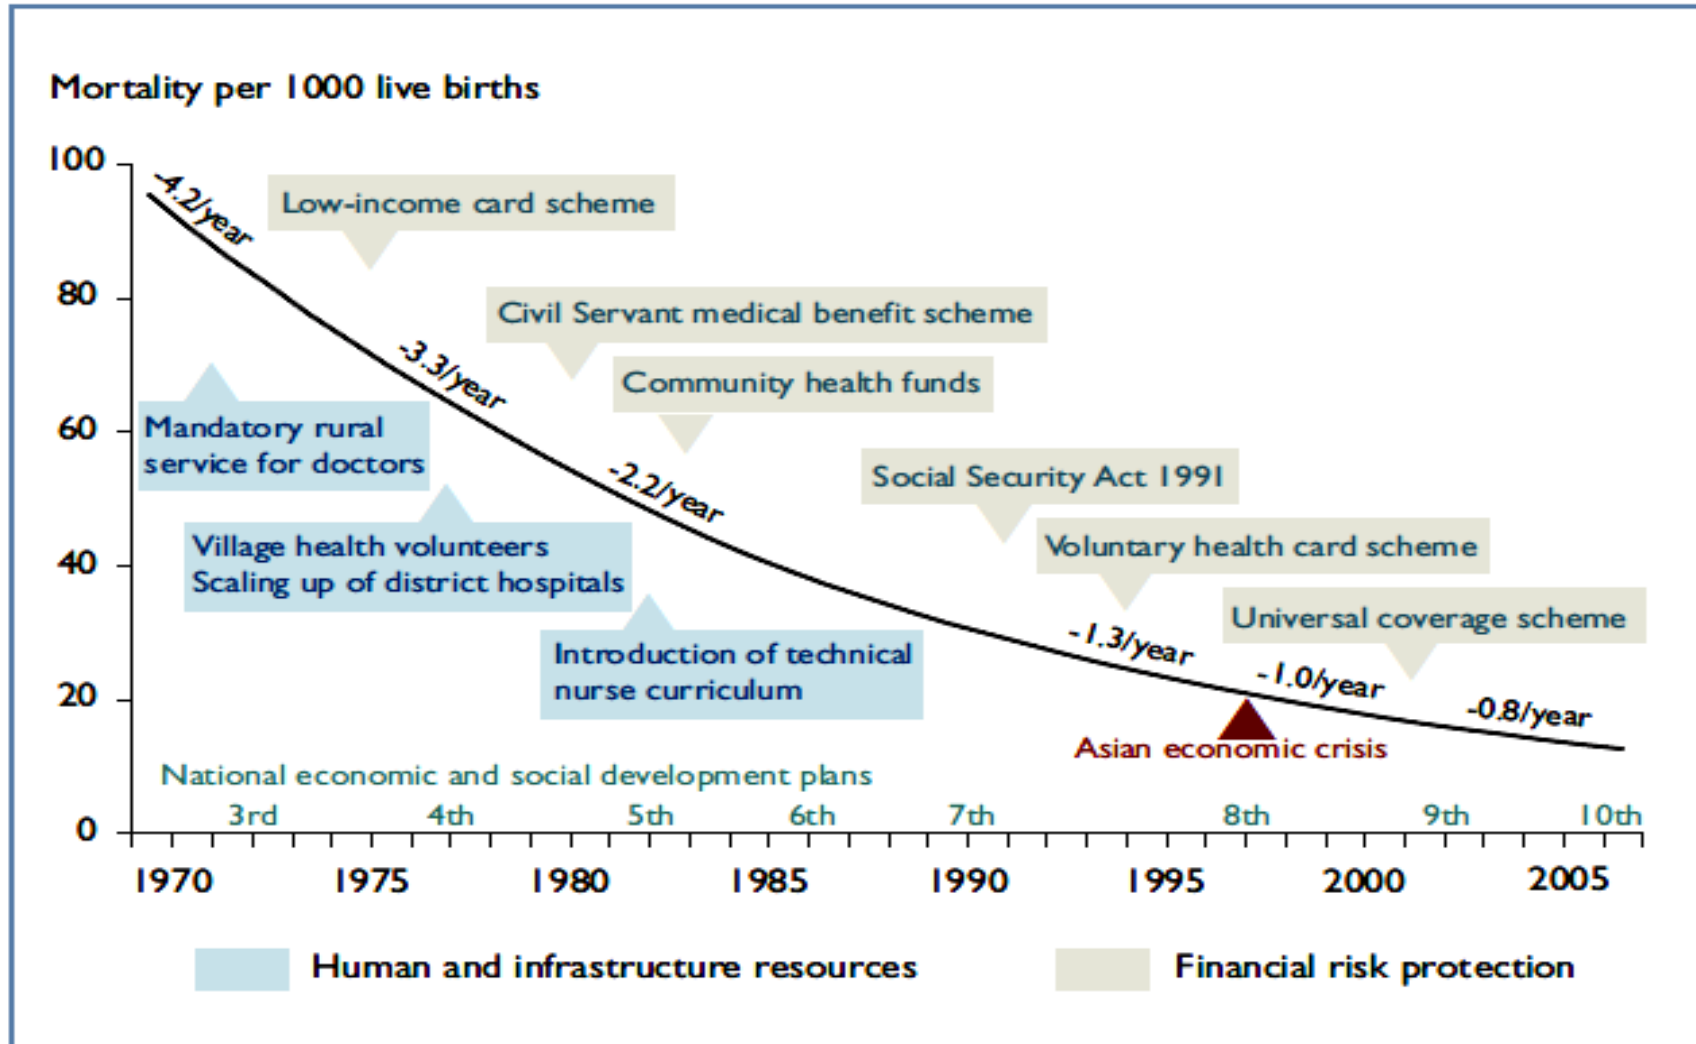 Mortality per 1000 live births
100
80
60
40
20
0
-4.2/year
Low-income card scheme
Civil Servant medical benefit scheme
-3.3/year
Community health funds
Mandatory rural
service for doctors
-2.2/year
Social Security Act 1991
Village health volunteers
Scaling up of district hospitals
Voluntary health card scheme
Universal coverage scheme
Introduction of technical
nurse curriculum
-1.3/year
-1.0/year
-0.8/year
Asian economic crisis
National economic and social development plans
3rd 4th 5th 6th 7th 8th 9th 10th
1970 1975 1980 1985 1990 1995 2000 2005
Human and infrastructure resources
Financial risk protection